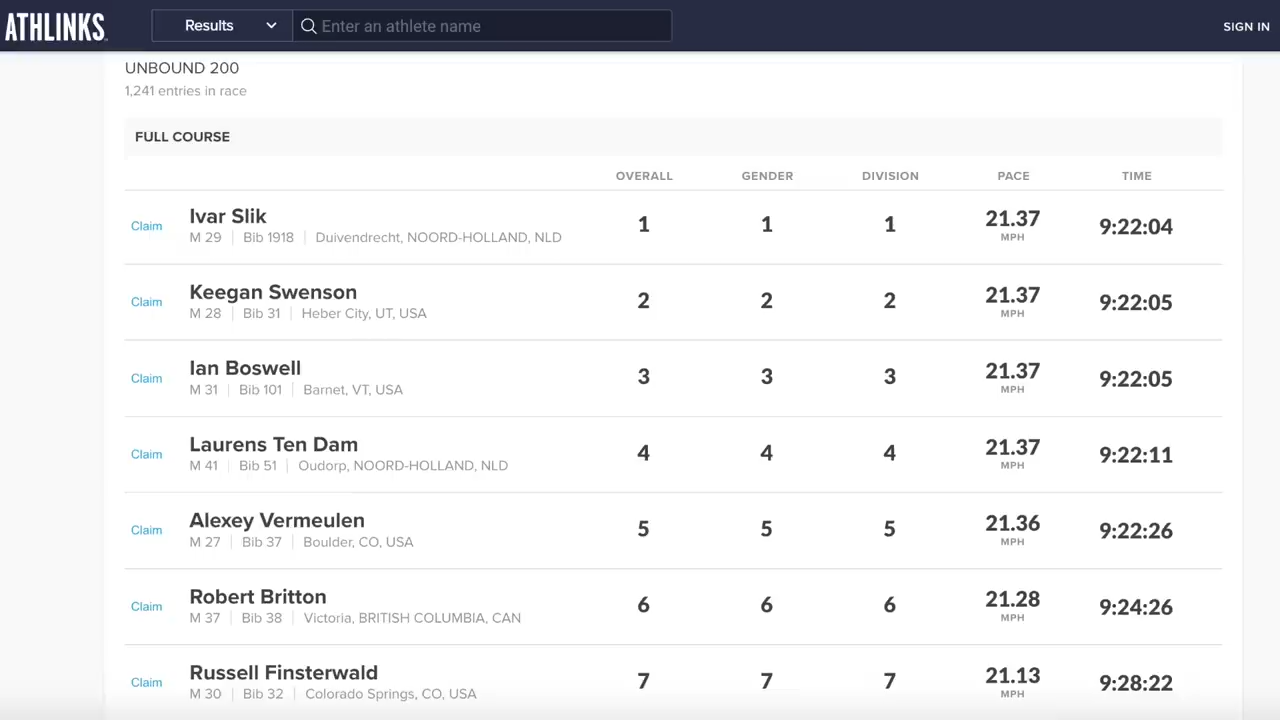 ATHLINKS
Results
Enter an athlete name
SIGN IN
UNBOUND 200
1,241 entries in race
FULL COURSE
OVERALL GENDER DIVISION PACE TIME
Claim Ivar Slik 1 1 1 21.37 9:22:04
M 29 Bib 1918 Duivendrecht, NOORD-HOLLAND, NLD MPH
Claim Keegan Swenson 2 2 2 21.37 9:22:05
M 28 Bib 31 Heber City, UT, USA MPH
Claim Ian Boswell 3 3 3 21.37 9:22:05
M 31 Bib 101 Barnet, VT, USA MPH
Claim Laurens Ten Dam 4 4 4 21.37 9:22:11
M 41 Bib 51 Oudorp, NOORD-HOLLAND, NLD MPH
Claim Alexey Vermeulen 5 5 5 21.36 9:22:26
M 27 Bib 37 Boulder, CO, USA MPH
Claim Robert Britton 6 6 6 21.28 9:24:26
M 37 Bib 38 Victoria, BRITISH COLUMBIA, CAN MPH
Claim Russell Finsterwald 7 7 7 21.13 9:28:22
M 30 Bib 32 Colorado Springs, CO, USA MPH